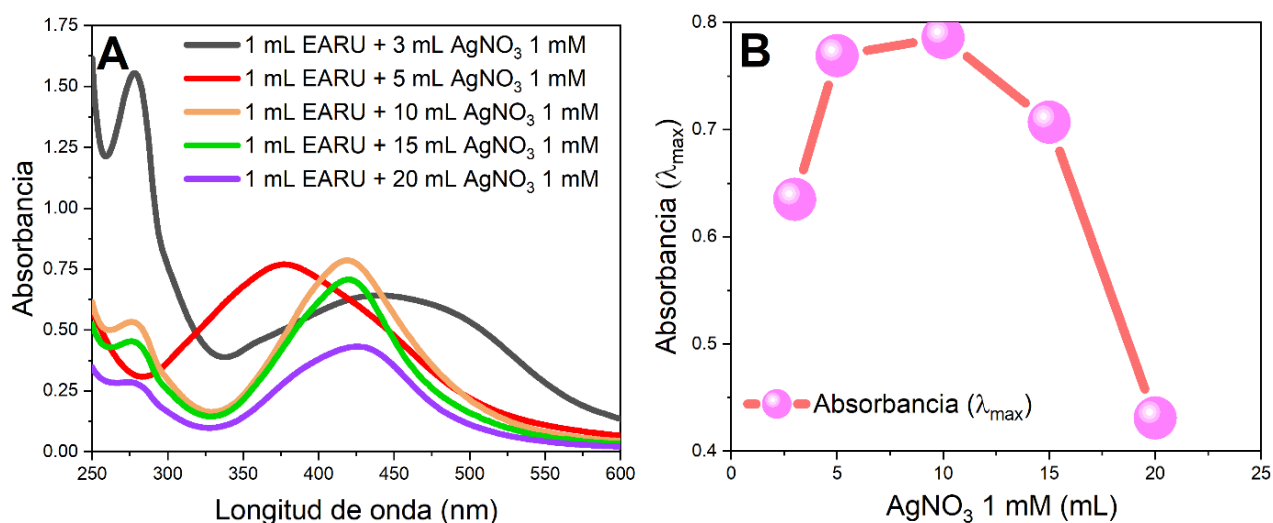 A
1 mL EARU + 3 mL AgNO₃ 1 mM
1 mL EARU + 5 mL AgNO₃ 1 mM
1 mL EARU + 10 mL AgNO₃ 1 mM
1 mL EARU + 15 mL AgNO₃ 1 mM
1 mL EARU + 20 mL AgNO₃ 1 mM
Absorbancia
1.75
1.50
1.25
1.00
0.75
0.50
0.25
0.00
250 300 350 400 450 500 550 600
Longitud de onda (nm)
B
Absorbancia (λmax)
0.8
0.7
0.6
0.5
0.4
Absorbancia (λmax)
0 5 10 15 20 25
AgNO₃ 1 mM (mL)